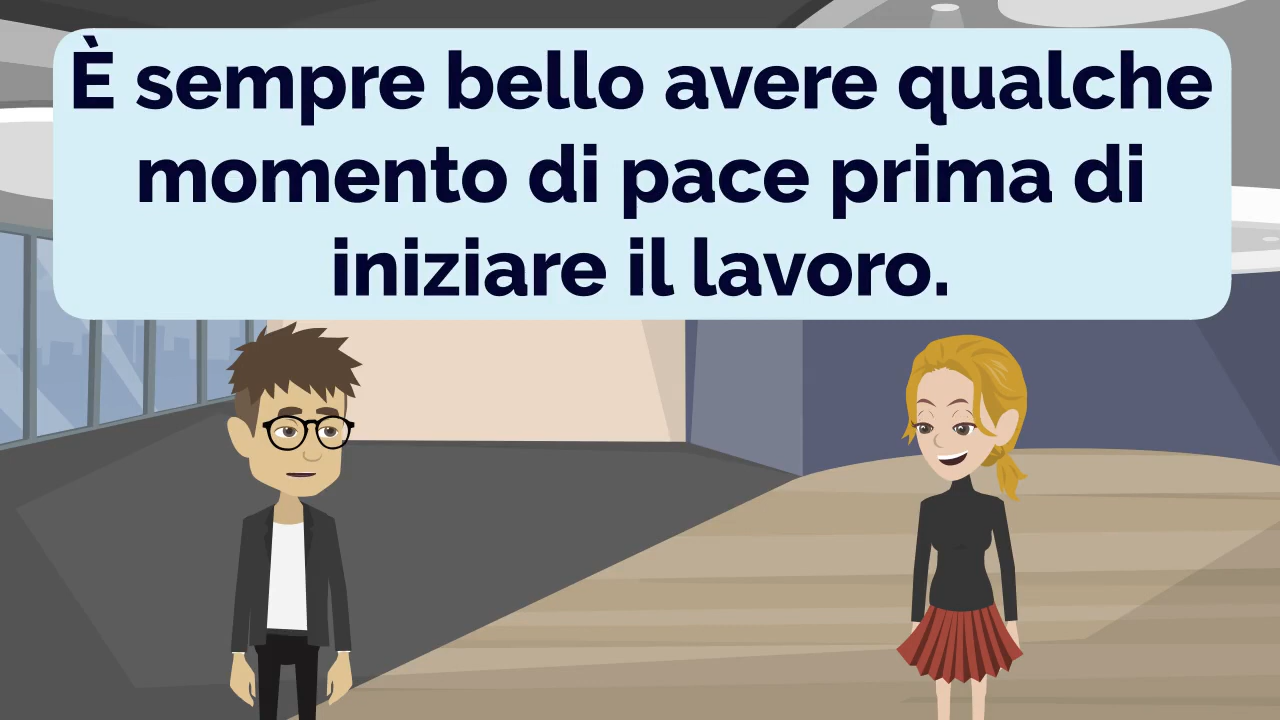 È sempre bello avere qualche
momento di pace prima di
iniziare il lavoro.